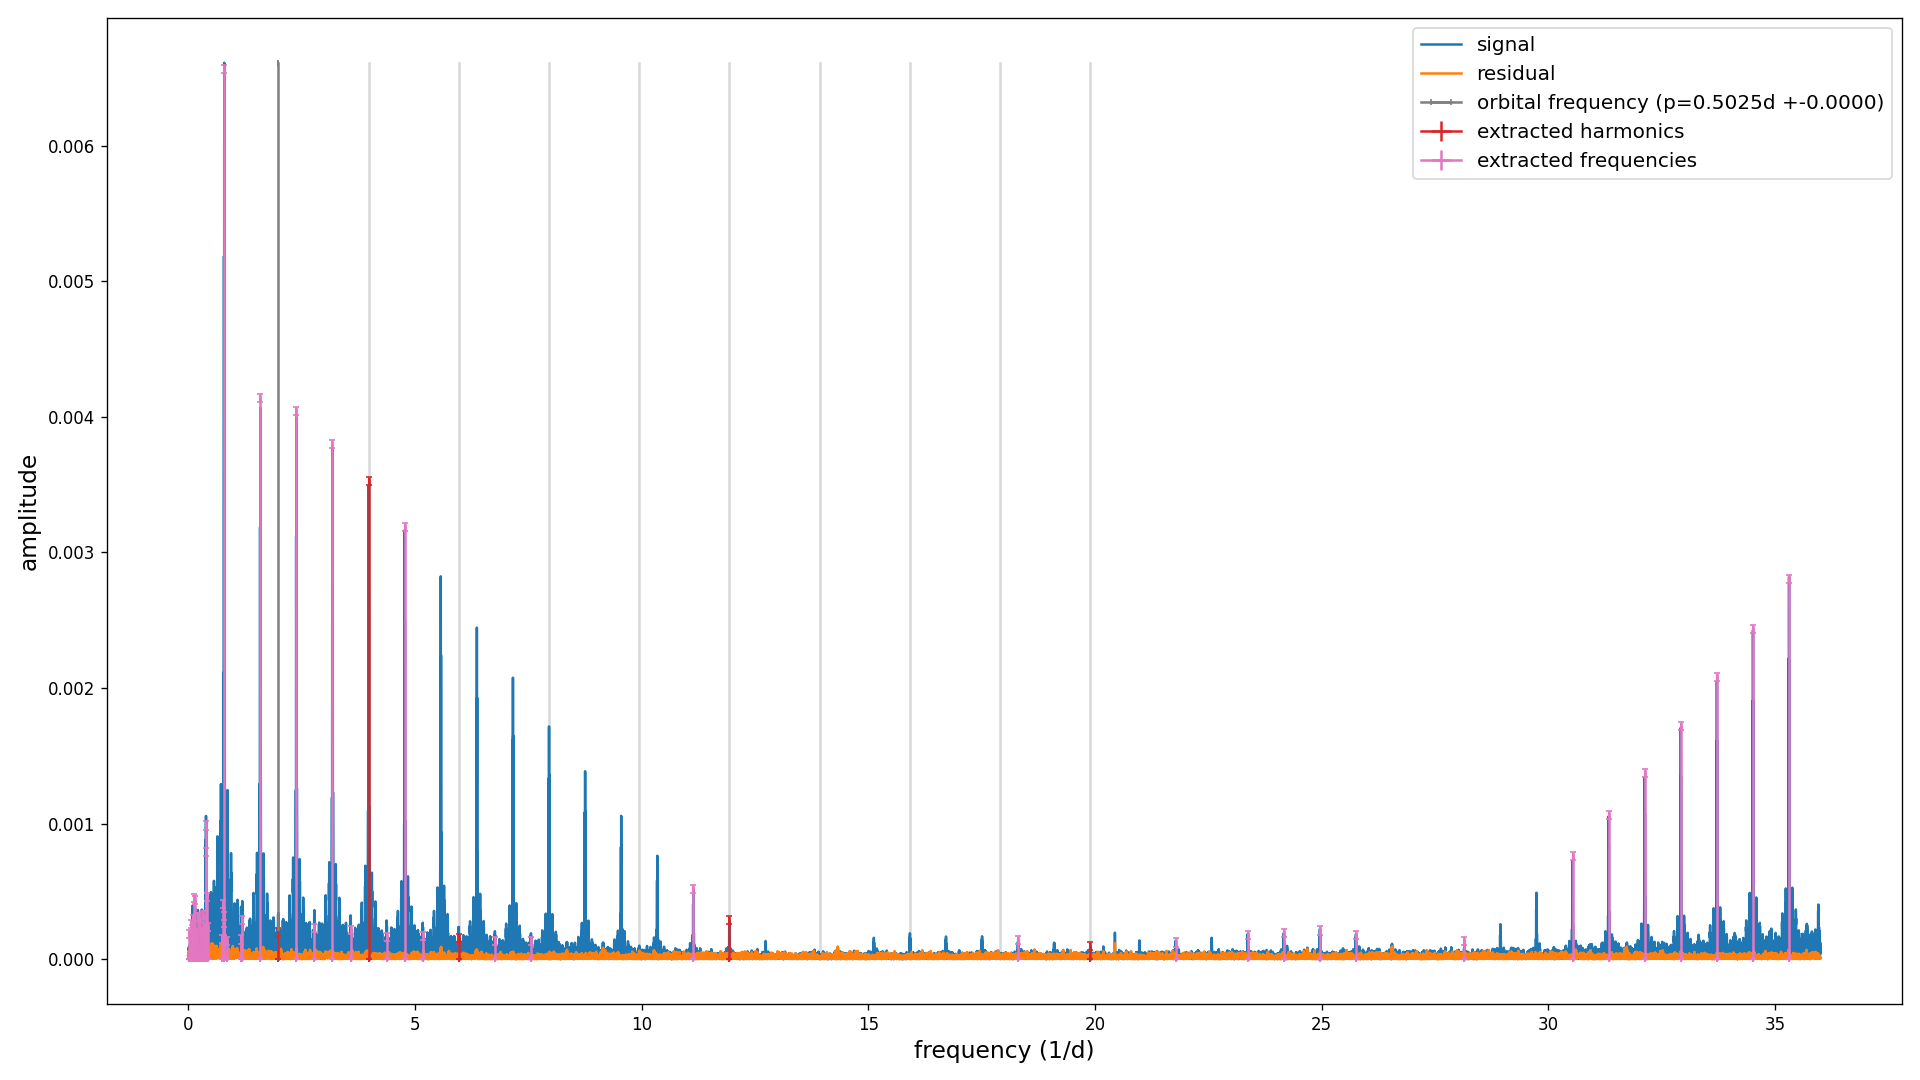 signal
residual
orbital frequency (p=0.5025d +-0.0000)
extracted harmonics
extracted frequencies
amplitude
0.006
0.005
0.004
0.003
0.002
0.001
0.000
0 5 10 15 20 25 30 35
frequency (1/d)